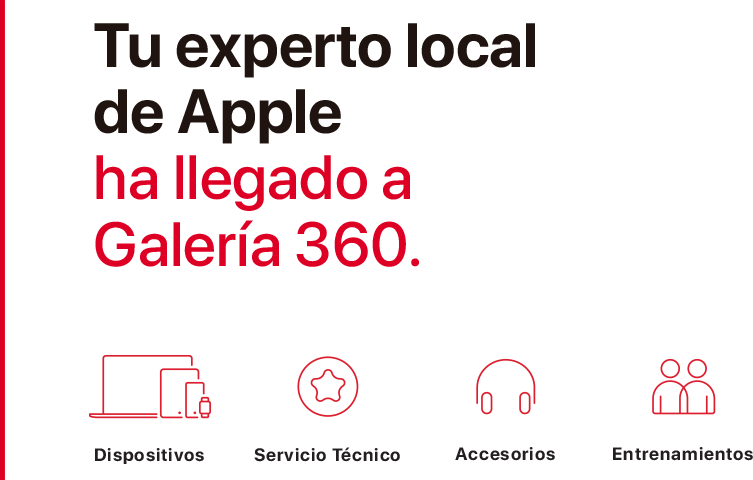 Tu experto local
de Apple
ha llegado a
Galería 360.
Dispositivos
Servicio Técnico
Accesorios
Entrenamientos